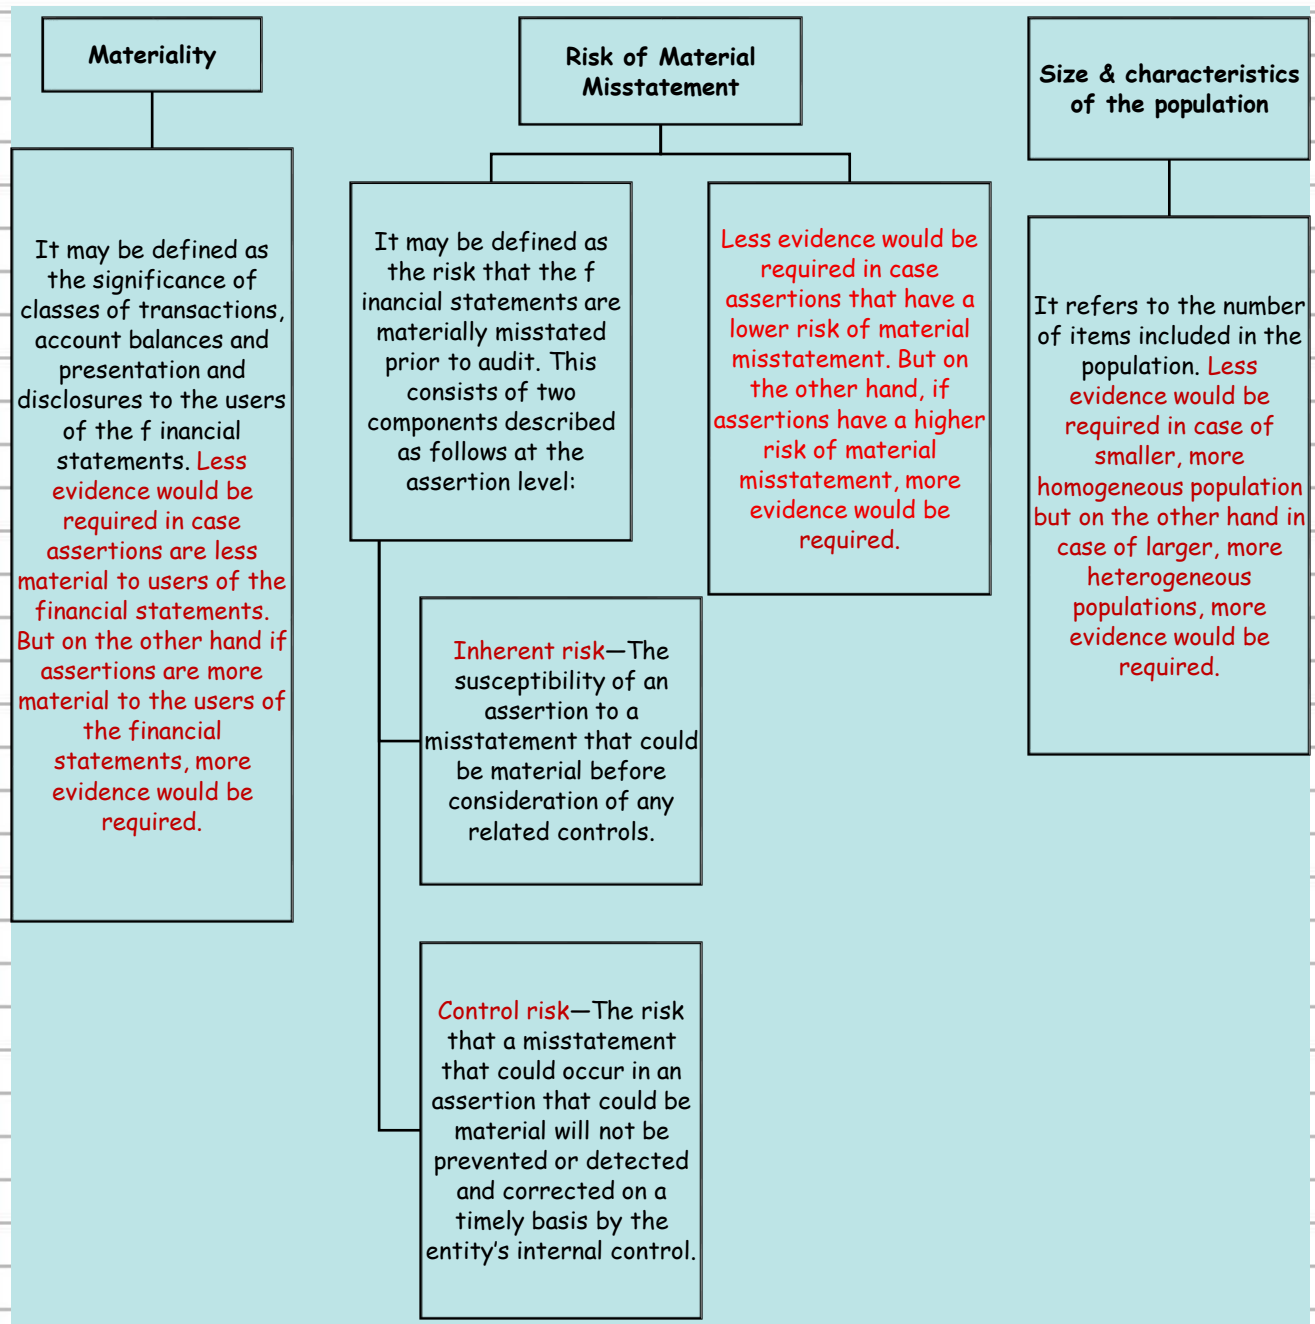 Materiality
It may be defined as
the significance of
classes of transactions,
account balances and
presentation and
disclosures to the users
of the f inancial
statements. Less
evidence would be
required in case
assertions are less
material to users of the
financial statements.
But on the other hand if
assertions are more
material to the users of
the financial
statements, more
evidence would be
required.
Risk of Material
Misstatement
It may be defined as
the risk that the f
inancial statements are
materially misstated
prior to audit. This
consists of two
components described
as follows at the
assertion level:
Inherent risk—The
susceptibility of an
assertion to a
misstatement that could
be material before
consideration of any
related controls.
Control risk—The risk
that a misstatement
that could occur in an
assertion that could be
material will not be
prevented or detected
and corrected on a
timely basis by the
entity’s internal control.
Less evidence would be
required in case
assertions that have a
lower risk of material
misstatement. But on
the other hand, if
assertions have a higher
risk of material
misstatement, more
evidence would be
required.
Size & characteristics
of the population
It refers to the number
of items included in the
population. Less
evidence would be
required in case of
smaller, more
homogeneous population
but on the other hand in
case of larger, more
heterogeneous
populations, more
evidence would be
required.